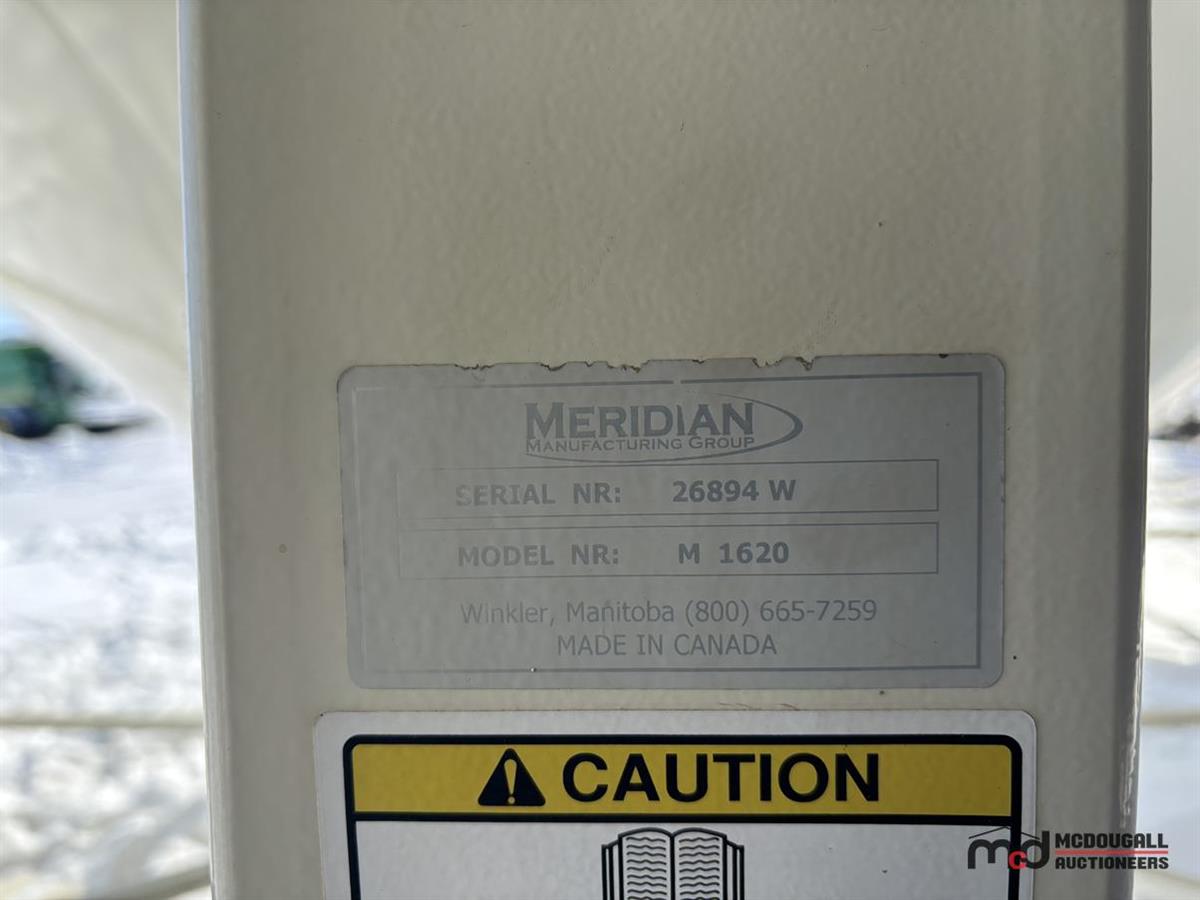 MERIDIAN
MANUFACTURING GROUP
SERIAL NR: 26894 W
MODEL NR: M 1620
Winkler, Manitoba (800) 665-7259
MADE IN CANADA
CAUTION
mcd MCDOUGALL
AUCTIONEERS